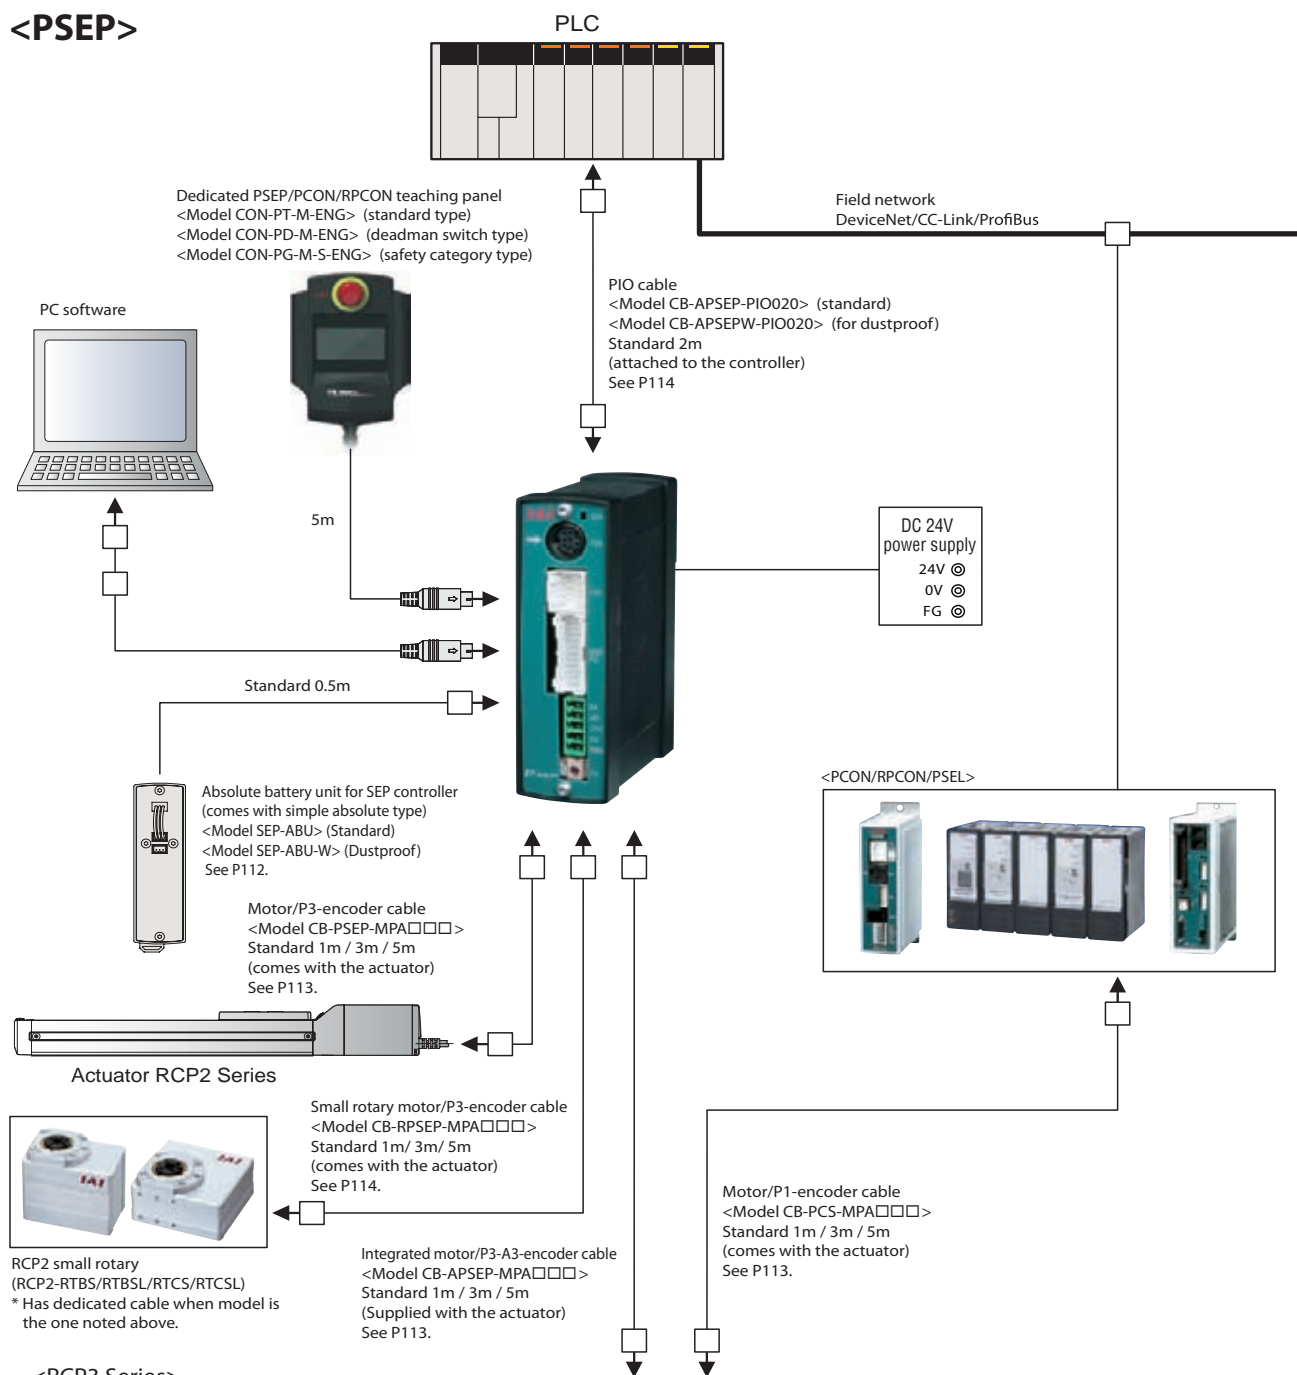 <PSEP>
PLC
Dedicated PSEP/PCON/RPCON teaching panel
<Model CON-PT-M-ENG> (standard type)
<Model CON-PD-M-ENG> (deadman switch type)
<Model CON-PG-M-S-ENG> (safety category type)
Field network
DeviceNet/CC-Link/ProfiBus
PC software
PIO cable
<Model CB-APSEP-PIO020> (standard)
<Model CB-APSEPW-PIO020> (for dustproof)
Standard 2m
(attached to the controller)
See P114
5m
DC 24V
power supply
24V
0V
FG
Standard 0.5m
Absolute battery unit for SEP controller
(comes with simple absolute type)
<Model SEP-ABU> (Standard)
<Model SEP-ABU-W> (Dustproof)
See P112.
<PCON/RPCON/PSEL>
Motor/P3-encoder cable
<Model CB-PSEP-MPA□□□>
Standard 1m / 3m / 5m
(comes with the actuator)
See P113.
Actuator RCP2 Series
Small rotary motor/P3-encoder cable
<Model CB-RPSEP-MPA□□□>
Standard 1m/ 3m/ 5m
(comes with the actuator)
See P114.
IAI
IAI
RCP2 small rotary
(RCP2-RTBS/RTBSL/RTCS/RTCSL)
* Has dedicated cable when model is
the one noted above.
Integrated motor/P3-A3-encoder cable
<Model CB-APSEP-MPA□□□>
Standard 1m / 3m / 5m
(Supplied with the actuator)
See P113.
Motor/P1-encoder cable
<Model CB-PCS-MPA□□□>
Standard 1m / 3m / 5m
(comes with the actuator)
See P113.
<RCP3 Series>